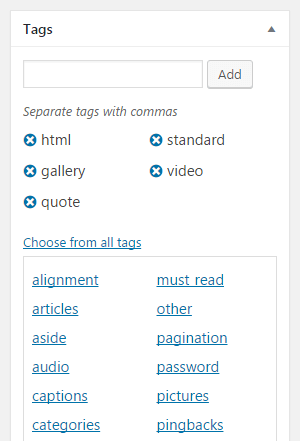 Tags
Add
Separate tags with commas
html standard
gallery video
quote
Choose from all tags
alignment must read
articles other
aside pagination
audio password
captions pictures
categories pingbacks